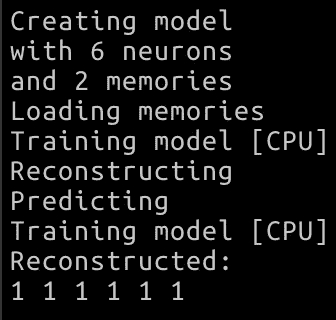 Creating model
with 6 neurons
and 2 memories
Loading memories
Training model [CPU]
Reconstructing
Predicting
Training model [CPU]
Reconstructed:
1 1 1 1 1 1